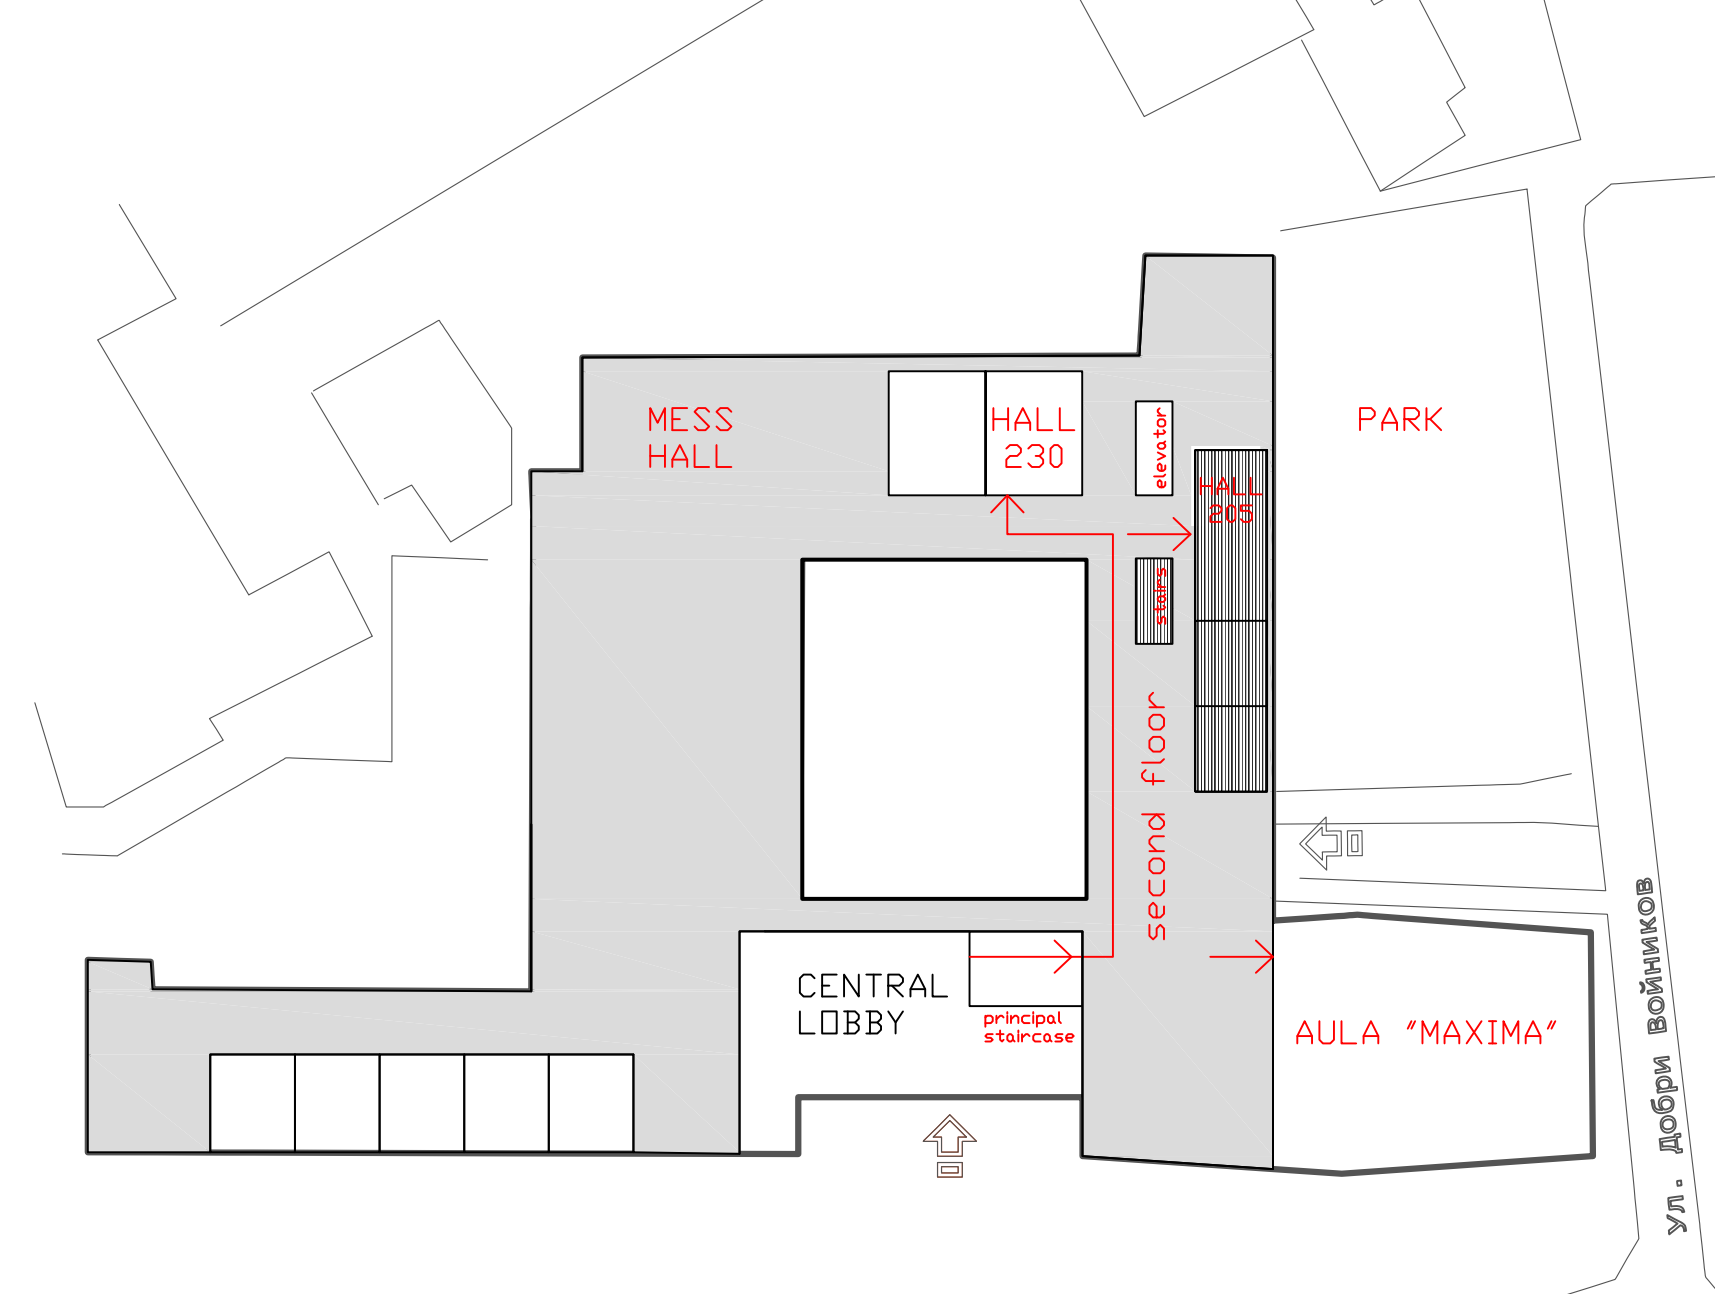 MESS
HALL
HALL
230
elevator
HALL
205
PARK
stairs
second floor
CENTRAL
LOBBY
principal
staircase
AULA "MAXIMA"
ул. Добри Войников